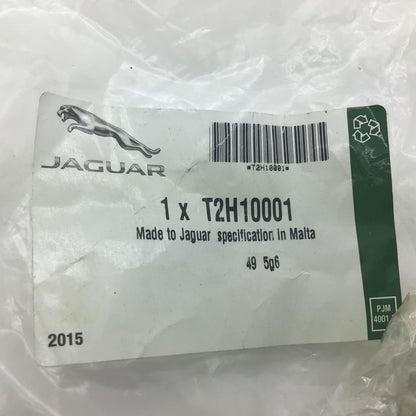 JAGUAR
*T2H10001*
1 x T2H10001
Made to Jaguar specification in Malta
49 5g6
PJM
4001
2015